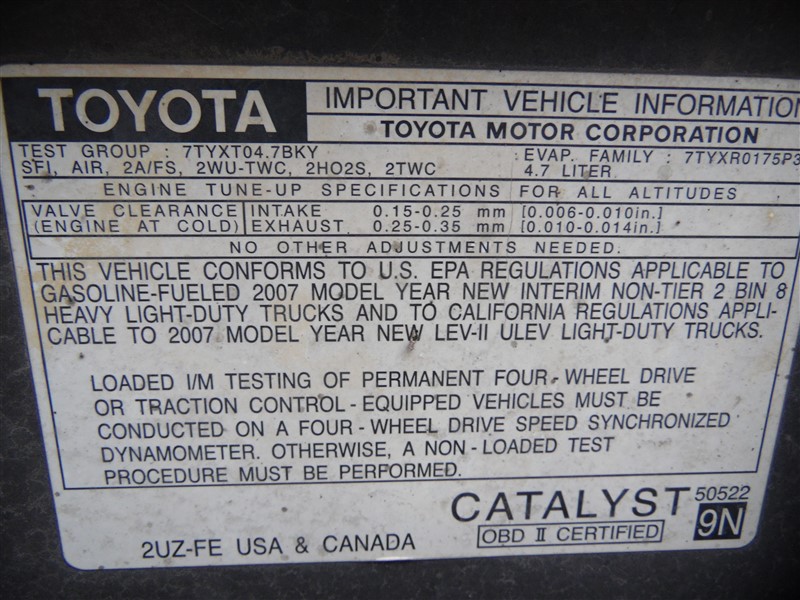 TOYOTA
IMPORTANT VEHICLE INFORMATION
TOYOTA MOTOR CORPORATION
TEST GROUP : 7TYXT04.7BKY
EVAP. FAMILY : 7TYXR0175P3
SFI, AIR, 2A/FS, 2WU-TWC, 2HO2S, 2TWC
4.7 LITER
ENGINE TUNE-UP SPECIFICATIONS FOR ALL ALTITUDES
VALVE CLEARANCE INTAKE 0.15-0.25 mm [0.006-0.010in.]
(ENGINE AT COLD) EXHAUST 0.25-0.35 mm [0.010-0.014in.]
NO OTHER ADJUSTMENTS NEEDED.
THIS VEHICLE CONFORMS TO U.S. EPA REGULATIONS APPLICABLE TO
GASOLINE-FUELED 2007 MODEL YEAR NEW INTERIM NON-TIER 2 BIN 8
HEAVY LIGHT-DUTY TRUCKS AND TO CALIFORNIA REGULATIONS APPLI-
CABLE TO 2007 MODEL YEAR NEW LEV-II ULEV LIGHT-DUTY TRUCKS.
LOADED I/M TESTING OF PERMANENT FOUR-WHEEL DRIVE
OR TRACTION CONTROL-EQUIPPED VEHICLES MUST BE
CONDUCTED ON A FOUR-WHEEL DRIVE SPEED SYNCHRONIZED
DYNAMOMETER. OTHERWISE, A NON-LOADED TEST
PROCEDURE MUST BE PERFORMED.
CATALYST 50522
OBD II CERTIFIED 9N
2UZ-FE USA & CANADA